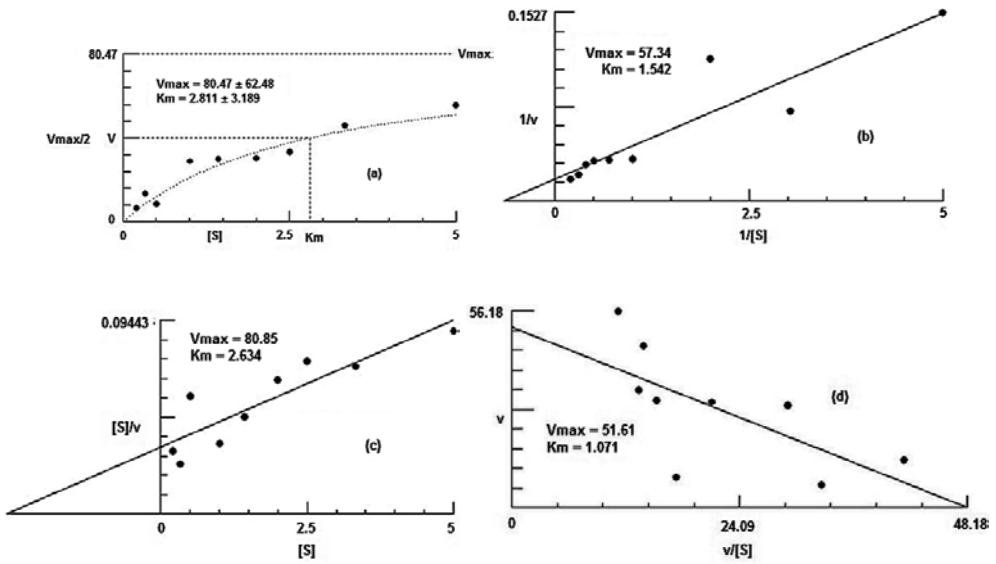 80.47
Vmax
Vmax = 80.47 ± 62.48
Km = 2.811 ± 3.189
Vmax/2
V
(a)
0
0
2.5
Km
5
[S]
0.1527
Vmax = 57.34
Km = 1.542
1/v
(b)
0
5
1/[S]
0.09443
Vmax = 80.85
Km = 2.634
[S]/v
(c)
0
2.5
5
[S]
56.18
(d)
v
Vmax = 51.61
Km = 1.071
0
24.09
48.18
v/[S]